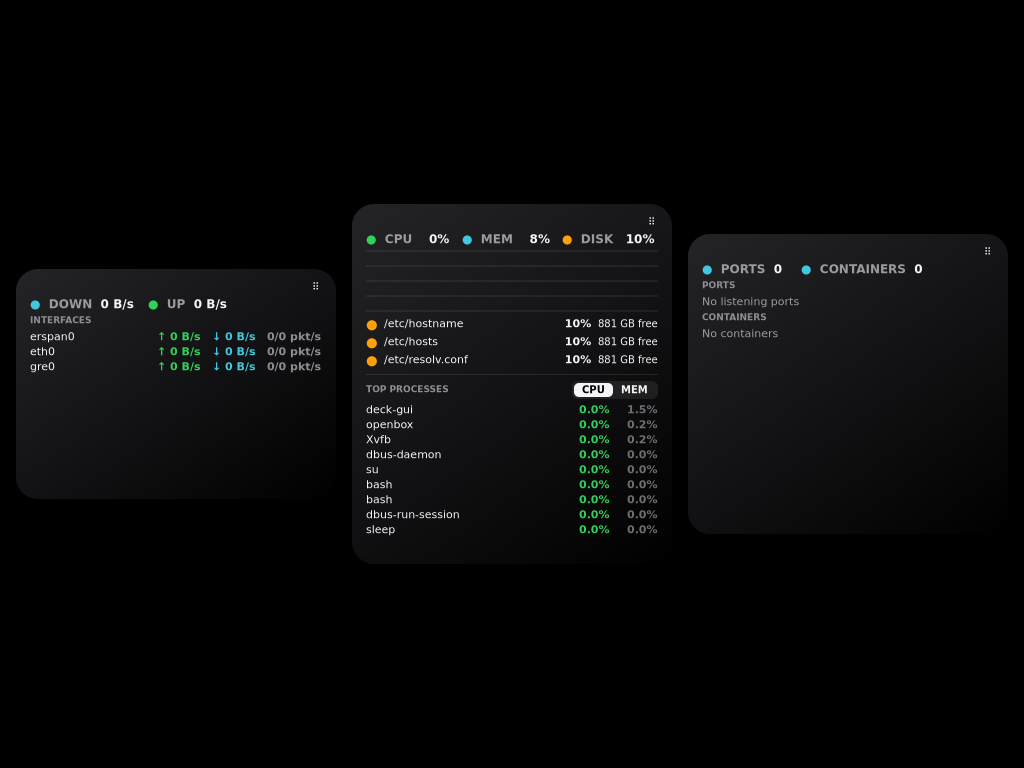 DOWN 0 B/s UP 0 B/s
INTERFACES
erspan0 ↑ 0 B/s ↓ 0 B/s 0/0 pkt/s
eth0 ↑ 0 B/s ↓ 0 B/s 0/0 pkt/s
gre0 ↑ 0 B/s ↓ 0 B/s 0/0 pkt/s
CPU 0% MEM 8% DISK 10%
/etc/hostname 10% 881 GB free
/etc/hosts 10% 881 GB free
/etc/resolv.conf 10% 881 GB free
TOP PROCESSES CPU MEM
deck-gui 0.0% 1.5%
openbox 0.0% 0.2%
Xvfb 0.0% 0.2%
dbus-daemon 0.0% 0.0%
su 0.0% 0.0%
bash 0.0% 0.0%
bash 0.0% 0.0%
dbus-run-session 0.0% 0.0%
sleep 0.0% 0.0%
PORTS 0 CONTAINERS 0
PORTS
No listening ports
CONTAINERS
No containers